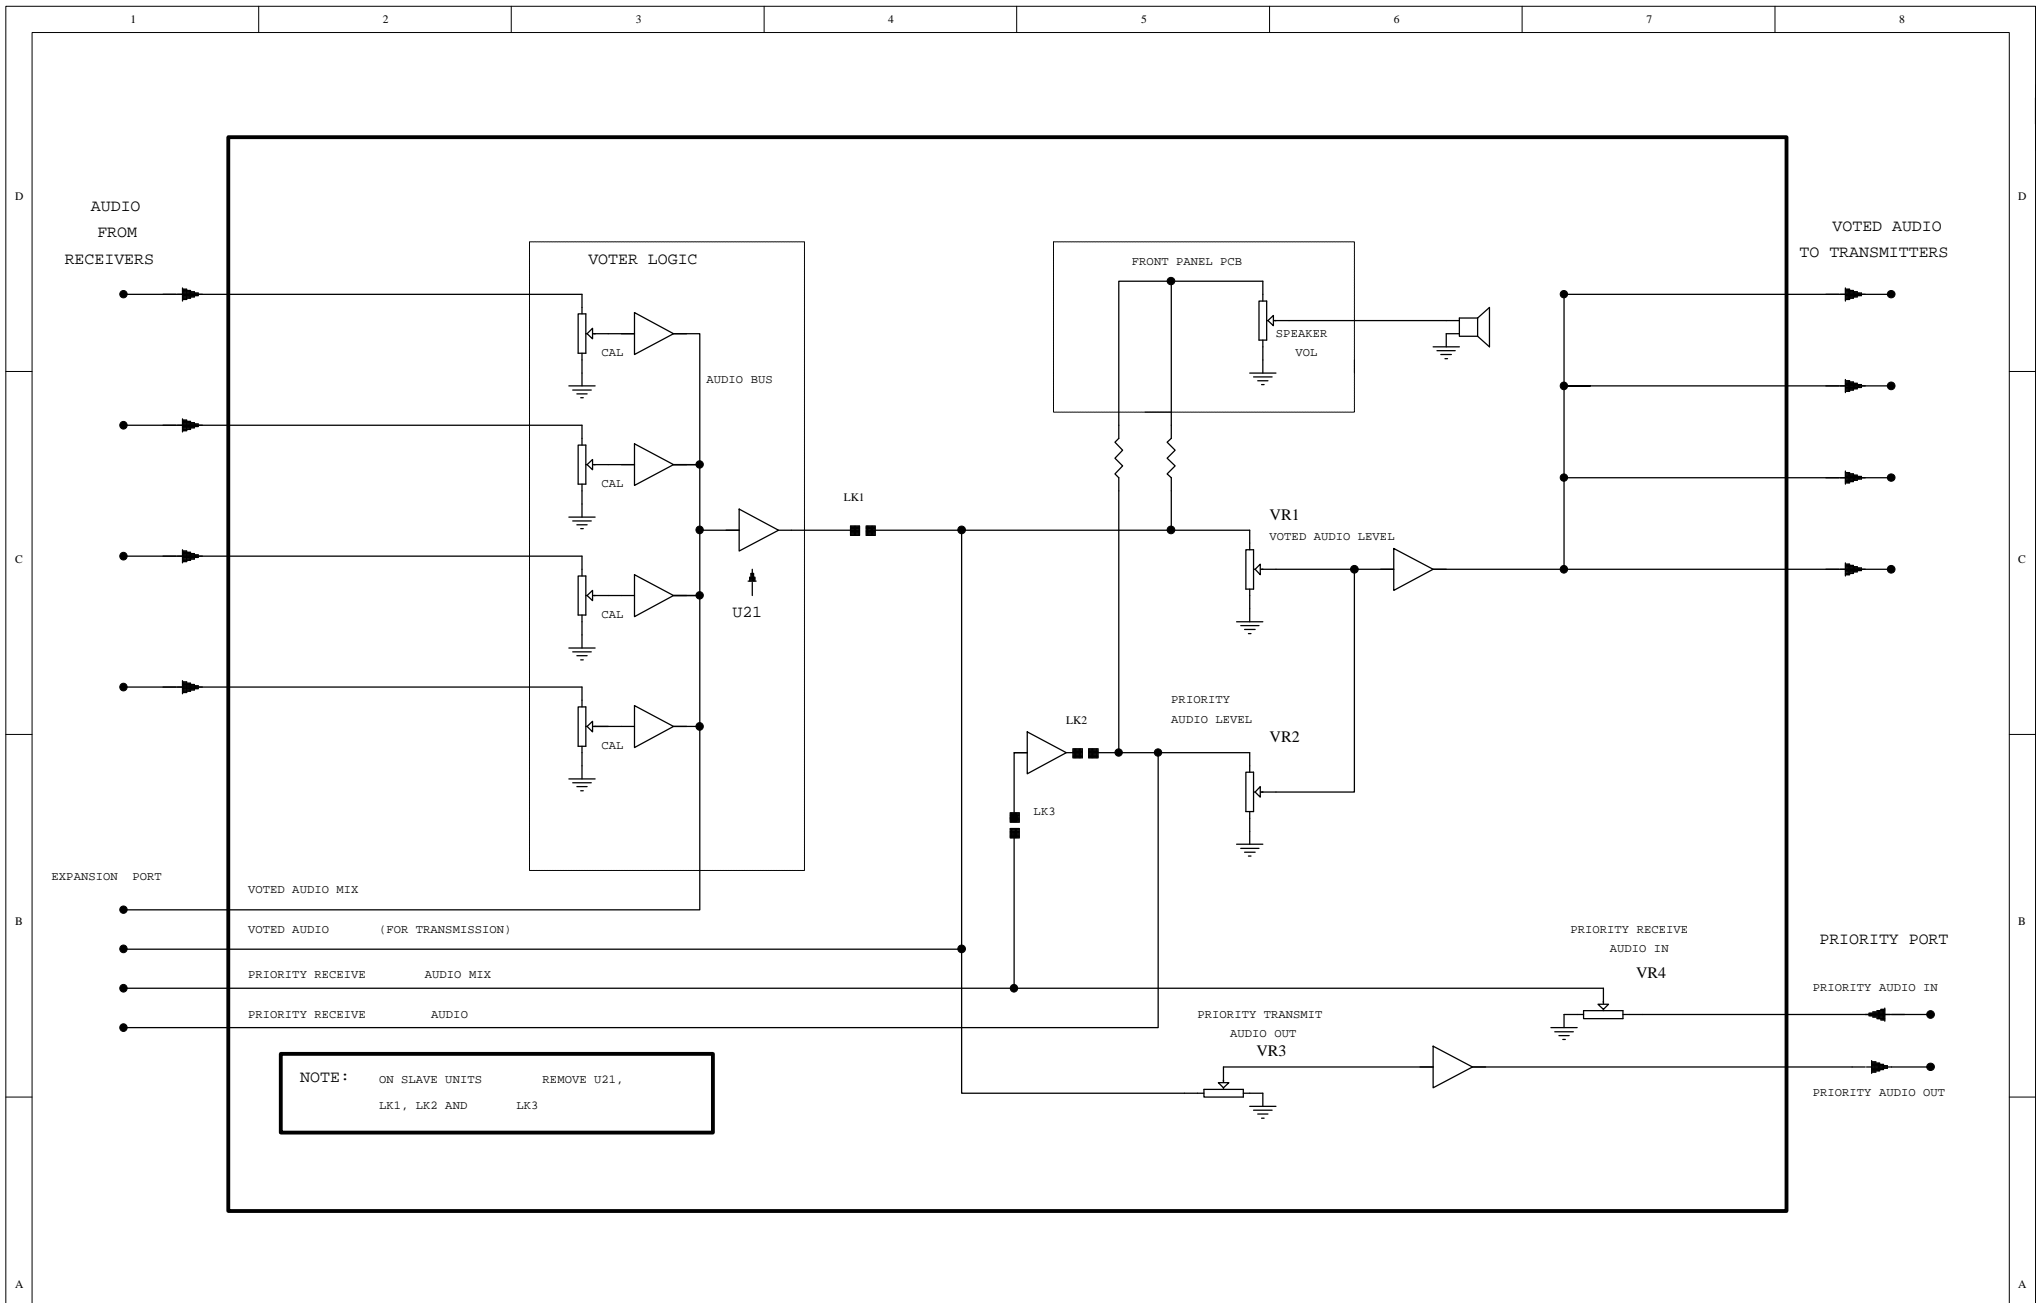 1 2 3 4 5 6 7 8
D D
AUDIO
FROM
RECEIVERS
VOTER LOGIC
CAL
AUDIO BUS
CAL
CAL
CAL
U21
LK1
FRONT PANEL PCB
SPEAKER
VOL
VOTED AUDIO
TO TRANSMITTERS
C C
VR1
VOTED AUDIO LEVEL
PRIORITY
AUDIO LEVEL
LK2
VR2
LK3
EXPANSION PORT
VOTED AUDIO MIX
B B
VOTED AUDIO (FOR TRANSMISSION)
PRIORITY RECEIVE AUDIO MIX
PRIORITY RECEIVE AUDIO
PRIORITY RECEIVE
AUDIO IN
VR4
PRIORITY PORT
PRIORITY AUDIO IN
PRIORITY TRANSMIT
AUDIO OUT
VR3
PRIORITY AUDIO OUT
NOTE: ON SLAVE UNITS REMOVE U21,
LK1, LK2 AND LK3
A A